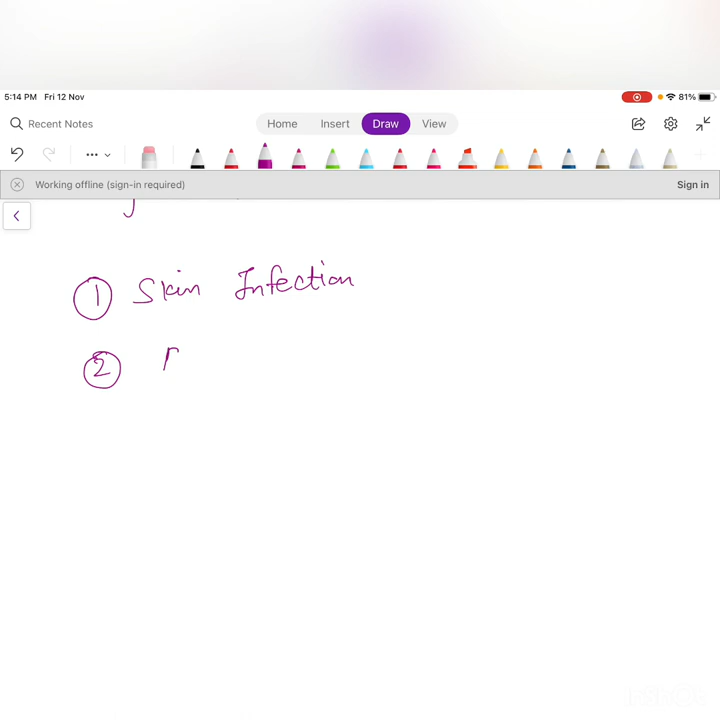 5:14 PM Fri 12 Nov 81%
Recent Notes Home Insert Draw View
Working offline (sign-in required) Sign in
① Skin Infection
②
InShot